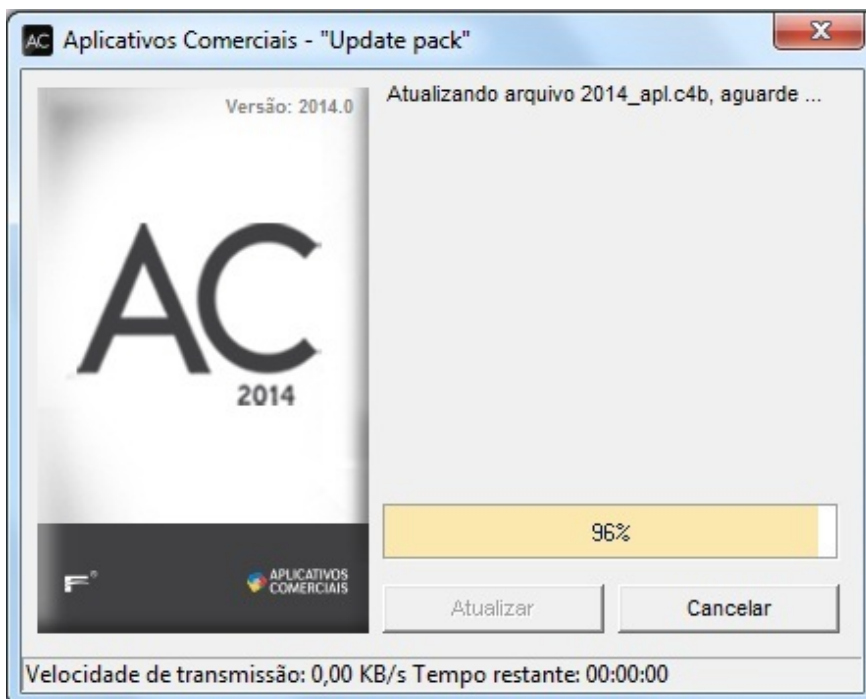 AC Aplicativos Comerciais - "Update pack"
Versão: 2014.0
AC
2014
F®
APLICATIVOS
COMERCIAIS
Atualizando arquivo 2014_apl.c4b, aguarde ...
96%
Atualizar
Cancelar
Velocidade de transmissão: 0,00 KB/s Tempo restante: 00:00:00